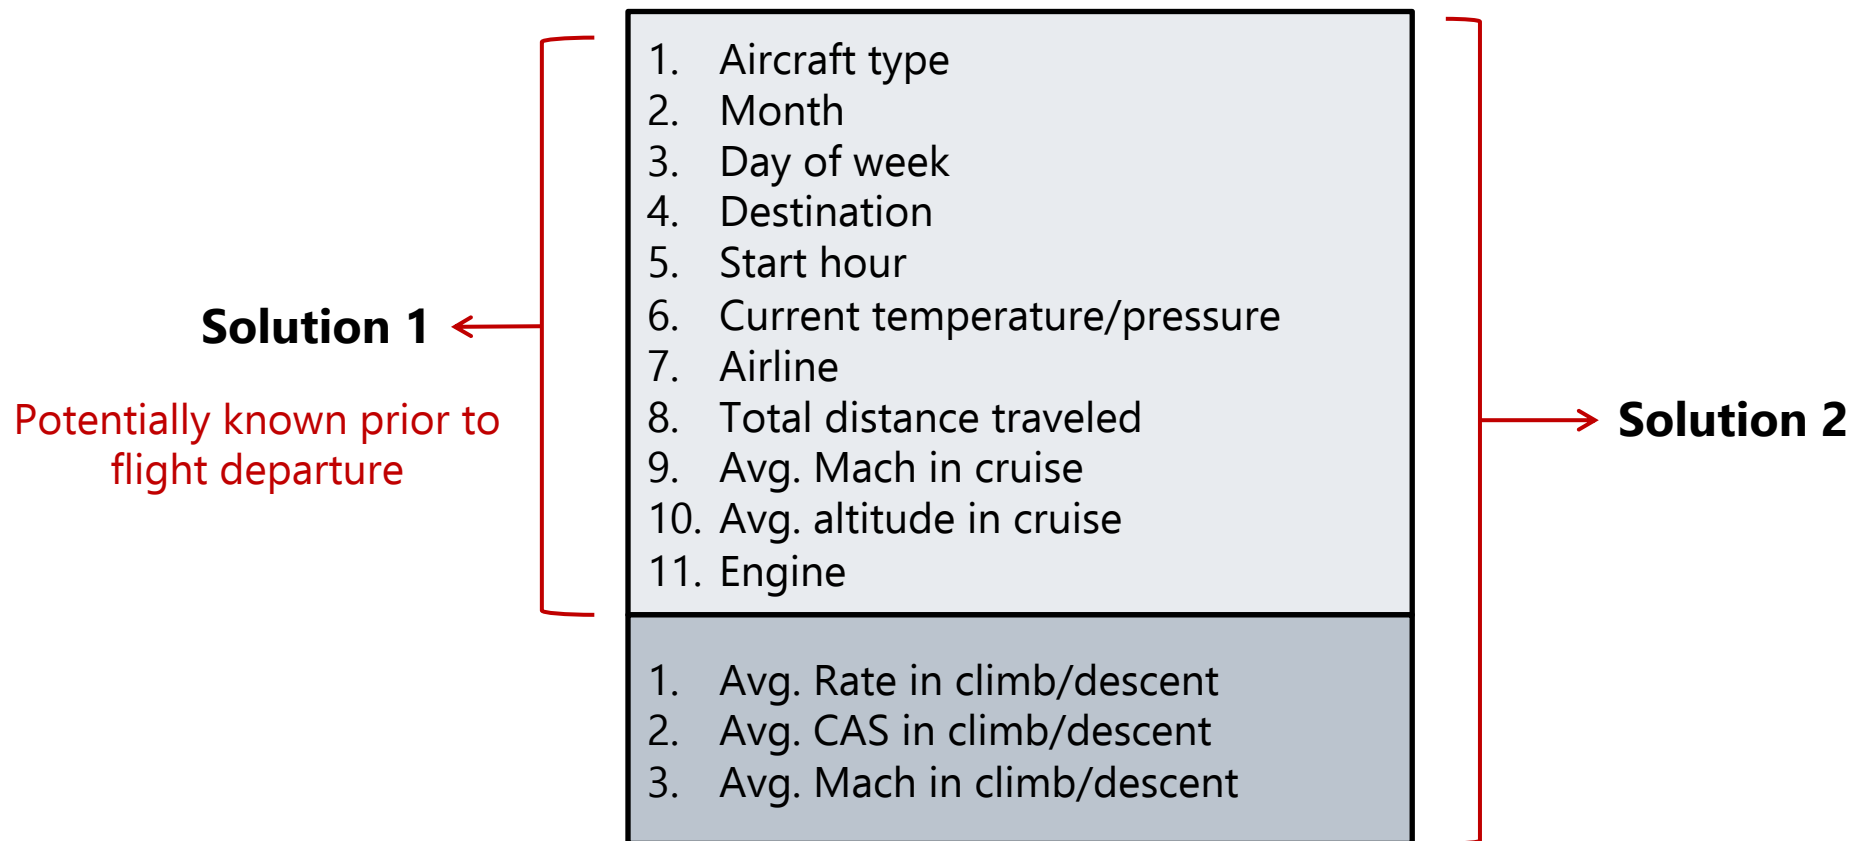 1. Aircraft type
2. Month
3. Day of week
4. Destination
5. Start hour
6. Current temperature/pressure
7. Airline
8. Total distance traveled
9. Avg. Mach in cruise
10. Avg. altitude in cruise
11. Engine
1. Avg. Rate in climb/descent
2. Avg. CAS in climb/descent
3. Avg. Mach in climb/descent
Solution 1
Potentially known prior to
flight departure
Solution 2